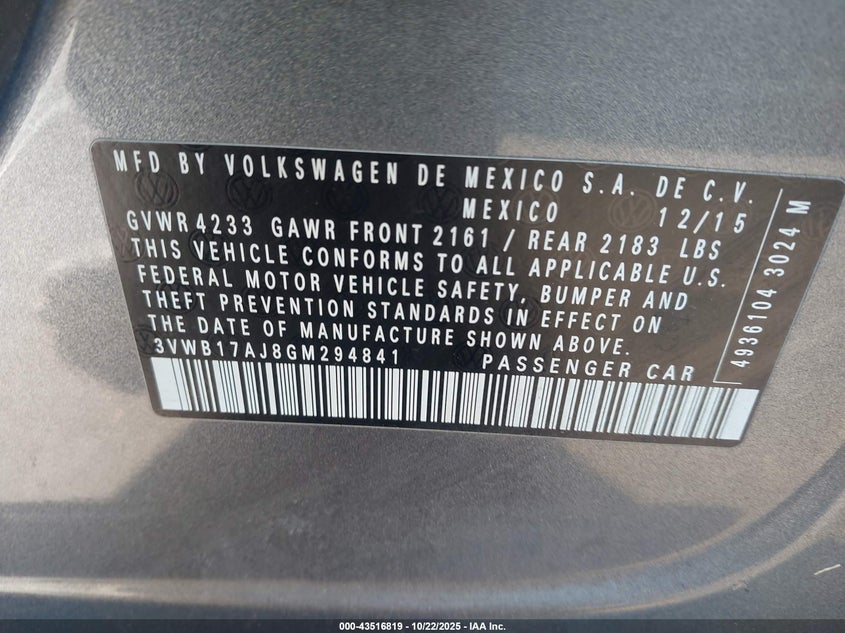 MFD BY VOLKSWAGEN DE MEXICO S.A. DE C.V.
MEXICO 12/15
GVWR 4233 GAWR FRONT 2161 / REAR 2183 LBS
THIS VEHICLE CONFORMS TO ALL APPLICABLE U.S.
FEDERAL MOTOR VEHICLE SAFETY, BUMPER AND
THEFT PREVENTION STANDARDS IN EFFECT ON
THE DATE OF MANUFACTURE SHOWN ABOVE.
3VWB17AJ8GM294841 PASSENGER CAR
4936104 3024 M
000-43516819 - 10/22/2025 - IAA Inc.